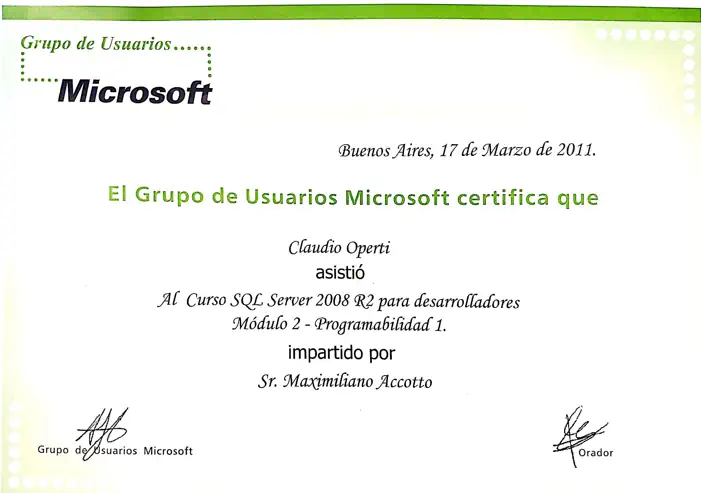 Grupo de Usuarios......
Microsoft
Buenos Aires, 17 de Marzo de 2011.
El Grupo de Usuarios Microsoft certifica que
Claudio Operti
asistió
Al Curso SQL Server 2008 R2 para desarrolladores
Módulo 2 - Programabilidad 1.
impartido por
Sr. Maximiliano Accotto
Grupo de Usuarios Microsoft
Orador